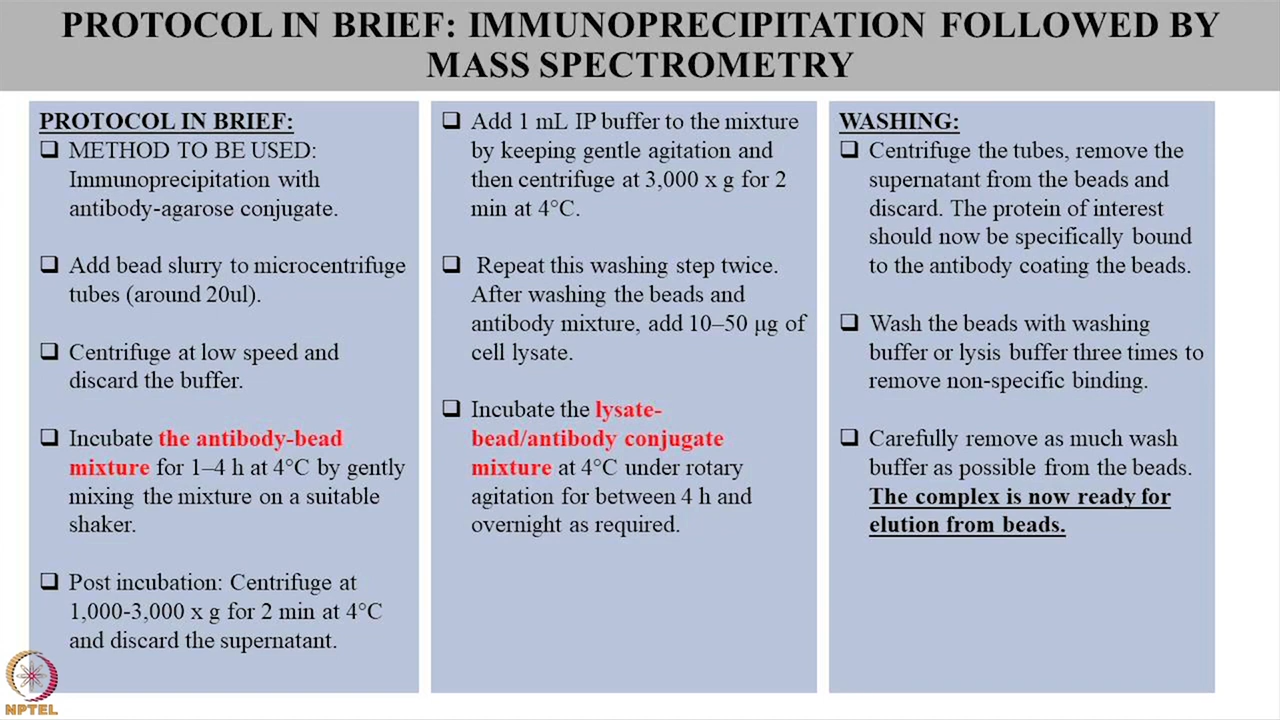 PROTOCOL IN BRIEF: IMMUNOPRECIPITATION FOLLOWED BY
MASS SPECTROMETRY
PROTOCOL IN BRIEF:
❑ METHOD TO BE USED:
Immunoprecipitation with
antibody-agarose conjugate.
❑ Add bead slurry to microcentrifuge
tubes (around 20ul).
❑ Centrifuge at low speed and
discard the buffer.
❑ Incubate the antibody-bead
mixture for 1–4 h at 4°C by gently
mixing the mixture on a suitable
shaker.
❑ Post incubation: Centrifuge at
1,000-3,000 x g for 2 min at 4°C
and discard the supernatant.
❑ Add 1 mL IP buffer to the mixture
by keeping gentle agitation and
then centrifuge at 3,000 x g for 2
min at 4°C.
❑ Repeat this washing step twice.
After washing the beads and
antibody mixture, add 10–50 μg of
cell lysate.
❑ Incubate the lysate-
bead/antibody conjugate
mixture at 4°C under rotary
agitation for between 4 h and
overnight as required.
WASHING:
❑ Centrifuge the tubes, remove the
supernatant from the beads and
discard. The protein of interest
should now be specifically bound
to the antibody coating the beads.
❑ Wash the beads with washing
buffer or lysis buffer three times to
remove non-specific binding.
❑ Carefully remove as much wash
buffer as possible from the beads.
The complex is now ready for
elution from beads.
NPTEL